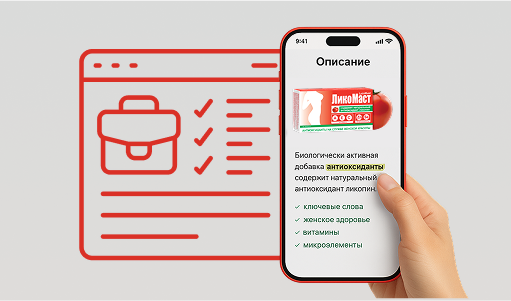 9:41
Описание
ЛикоМаст
Биологически активная
добавка антиоксиданты
содержит натуральный
антиоксидант ликопин.
✓ ключевые слова
✓ женское здоровье
✓ витамины
✓ микроэлементы